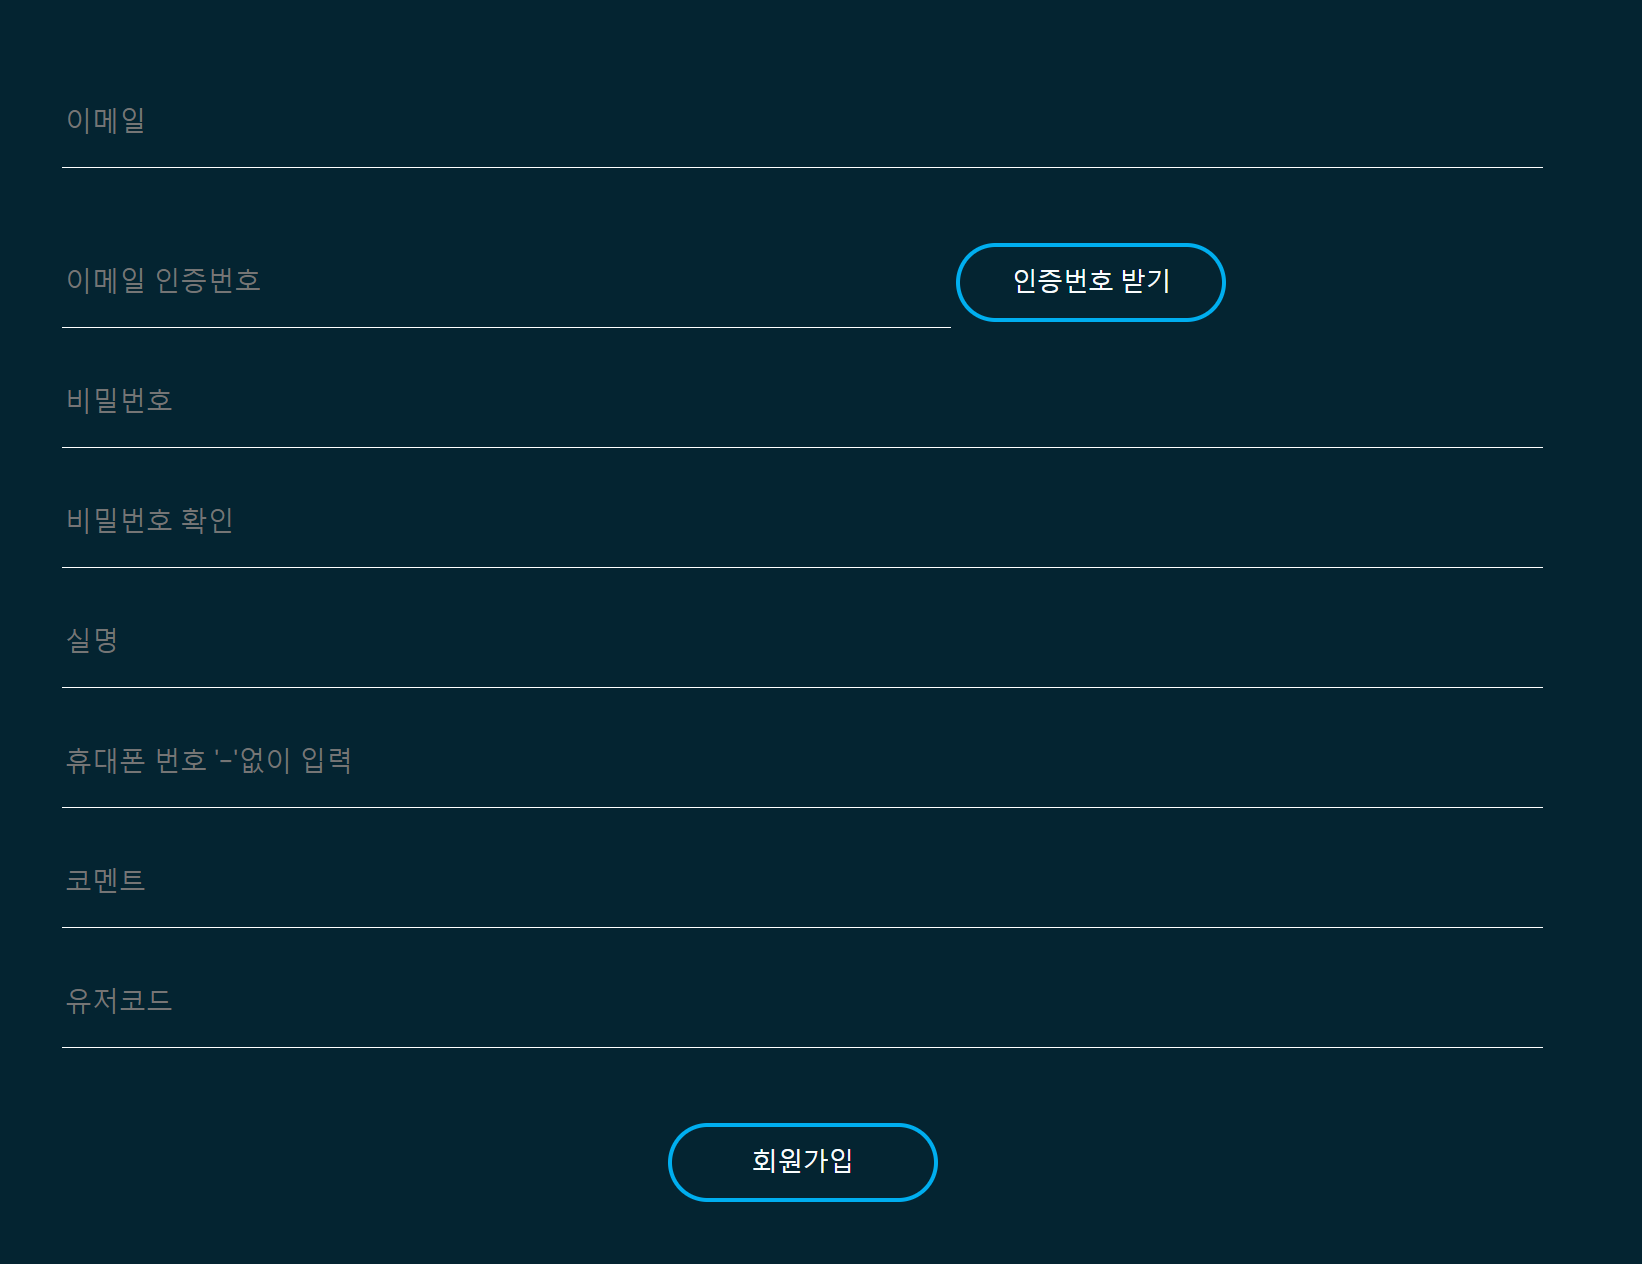 이메일
이메일 인증번호
인증번호 받기
비밀번호
비밀번호 확인
실명
휴대폰 번호 '-'없이 입력
코멘트
유저코드
회원가입